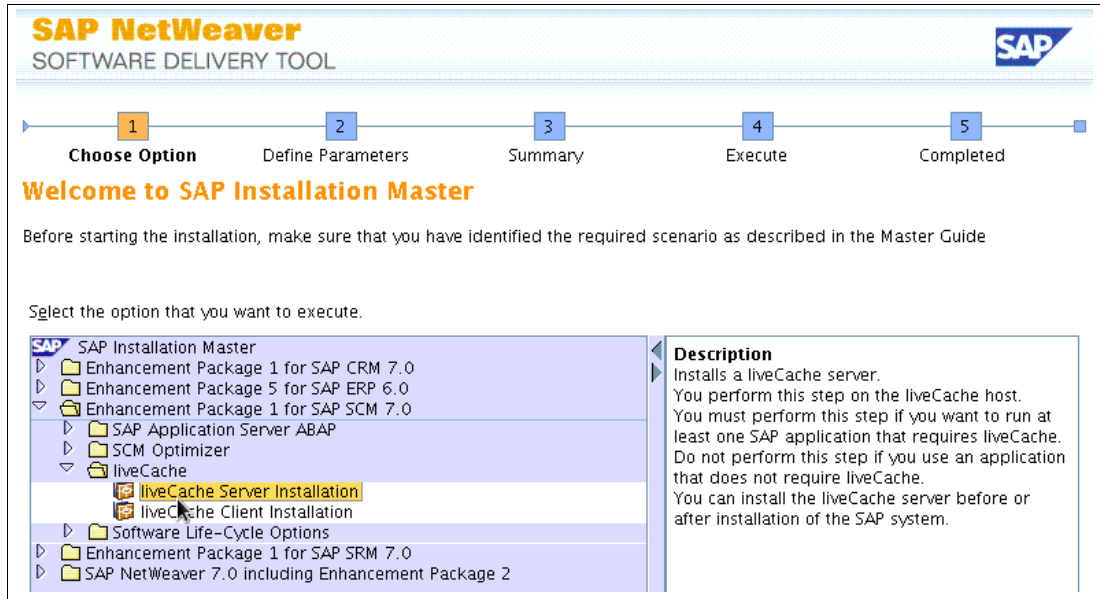 SAP NetWeaver
SOFTWARE DELIVERY TOOL
SAP
1 2 3 4 5
Choose Option Define Parameters Summary Execute Completed
Welcome to SAP Installation Master
Before starting the installation, make sure that you have identified the required scenario as described in the Master Guide
Select the option that you want to execute.
SAP SAP Installation Master
Enhancement Package 1 for SAP CRM 7.0
Enhancement Package 5 for SAP ERP 6.0
Enhancement Package 1 for SAP SCM 7.0
SAP Application Server ABAP
SCM Optimizer
liveCache
liveCache Server Installation
liveCache Client Installation
Software Life-Cycle Options
Enhancement Package 1 for SAP SRM 7.0
SAP NetWeaver 7.0 including Enhancement Package 2
Description
Installs a liveCache server.
You perform this step on the liveCache host.
You must perform this step if you want to run at
least one SAP application that requires liveCache.
Do not perform this step if you use an application
that does not require liveCache.
You can install the liveCache server before or
after installation of the SAP system.